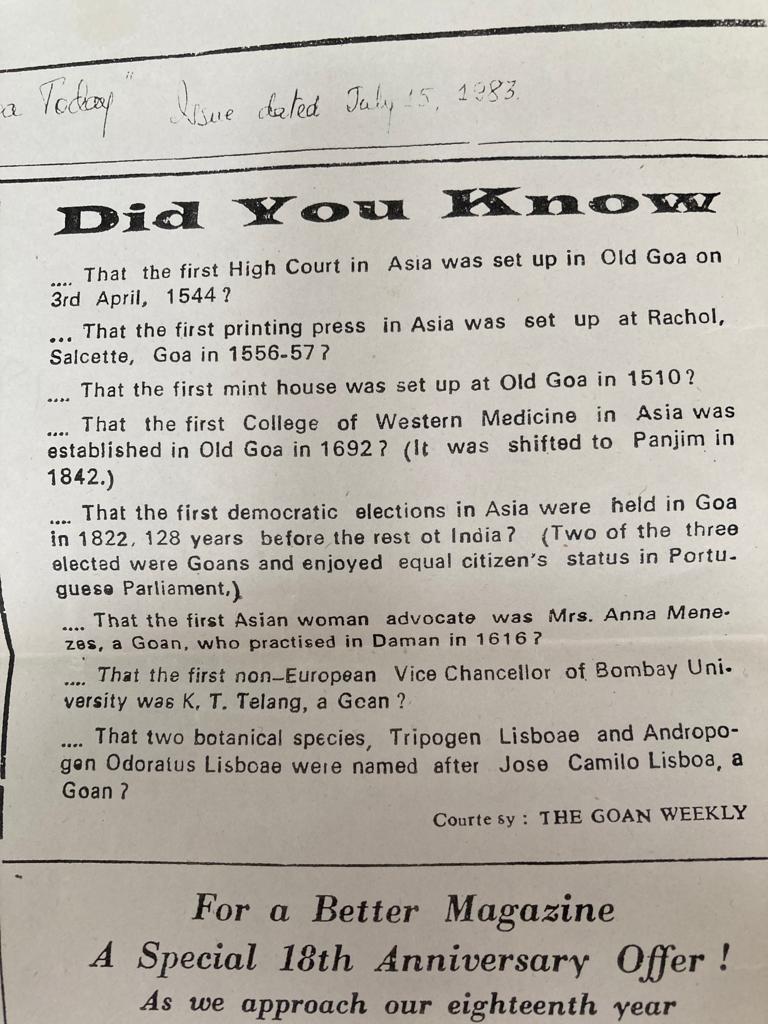 a Today" Issue dated July 15, 1983.
Did You Know
.... That the first High Court in Asia was set up in Old Goa on
3rd April, 1544?
... That the first printing press in Asia was set up at Rachol,
Salcette, Goa in 1556-57?
.... That the first mint house was set up at Old Goa in 1510?
.... That the first College of Western Medicine in Asia was
established in Old Goa in 1692? (It was shifted to Panjim in
1842.)
.... That the first democratic elections in Asia were held in Goa
in 1822, 128 years before the rest ot India? (Two of the three
elected were Goans and enjoyed equal citizen's status in Portu-
guese Parliament,)
.... That the first Asian woman advocate was Mrs. Anna Mene-
zes, a Goan, who practised in Daman in 1616?
.... That the first non-European Vice Chancellor of Bombay Uni-
versity was K. T. Telang, a Goan?
.... That two botanical species, Tripogen Lisboae and Andropo-
gen Odoratus Lisboae were named after Jose Camilo Lisboa, a
Goan?
Courtesy: THE GOAN WEEKLY
For a Better Magazine
A Special 18th Anniversary Offer!
As we approach our eighteenth year